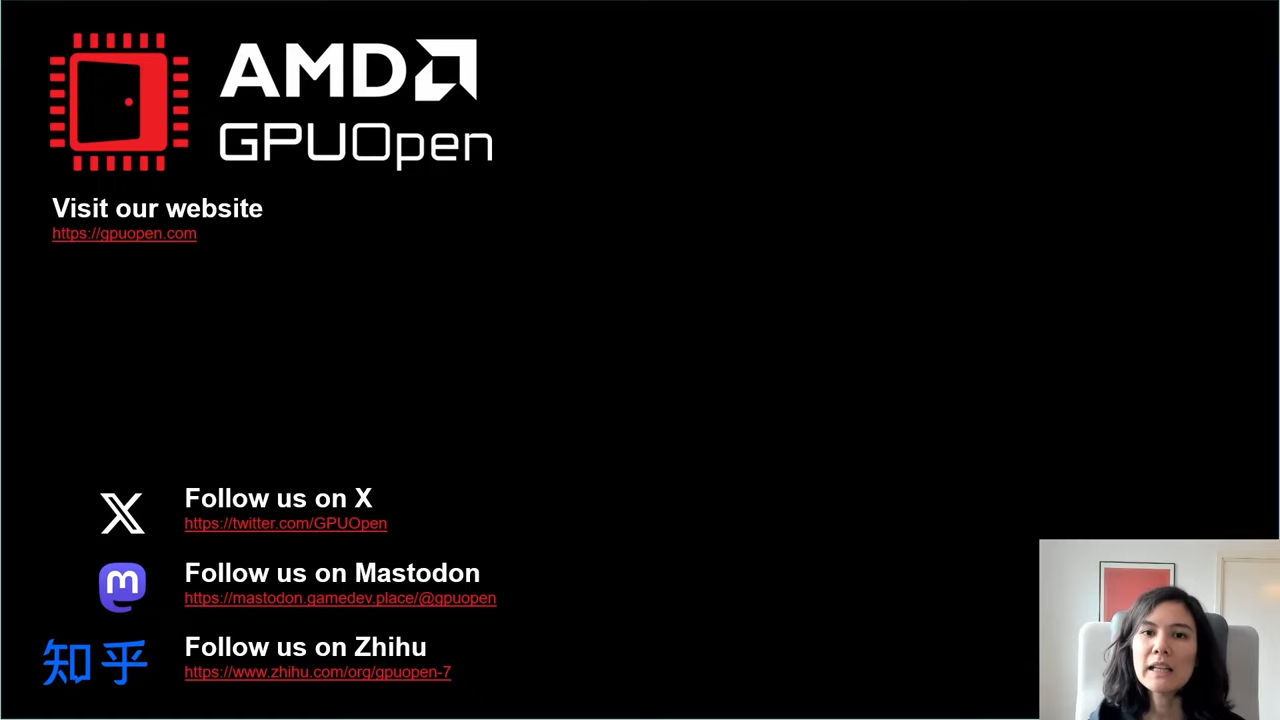 AMD
GPUOpen
Visit our website
https://gpuopen.com
Follow us on X
https://twitter.com/GPUOpen
Follow us on Mastodon
https://mastodon.gamedev.place/@gpuopen
知乎
Follow us on Zhihu
https://www.zhihu.com/org/gpuopen-7